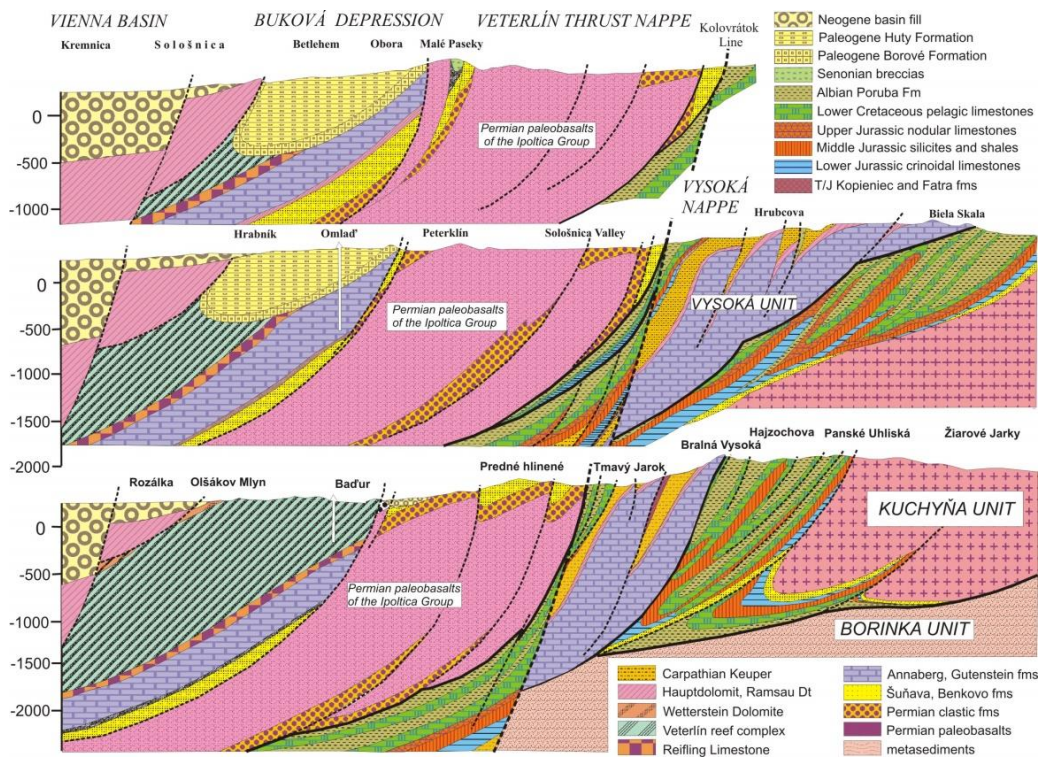 VIENNA BASIN
BUKOVÁ DEPRESSION
VETERLÍN THRUST NAPPE
Kolovrátok
Line
Kremnica
Sološnica
Betlehem
Obora
Malé Paseky
0
-500
-1000
Permian paleobasalts
of the Ipoltica Group
Neogene basin fill
Paleogene Huty Formation
Paleogene Borové Formation
Senonian breccias
Albian Poruba Fm
Lower Cretaceous pelagic limestones
Upper Jurassic nodular limestones
Middle Jurassic silicites and shales
Lower Jurassic crinoidal limestones
T/J Kopieniec and Fatra fms
VYSOKÁ
NAPPE
Hrabník
Omlaď
Peterklín
Sološnica Valley
Hrubcova
Biela Skala
0
-500
-1000
-1500
-2000
Permian paleobasalts
of the Ipoltica Group
VYSOKÁ UNIT
Rozálka
Olšákov Mlyn
Baďur
Predné hlinené
Tmavý Jarok
Bralná Vysoká
Hajzochova
Panské Uhliská
Žiarové Jarky
0
-500
-1000
-1500
-2000
Permian paleobasalts
of the Ipoltica Group
KUCHYŇA UNIT
BORINKA UNIT
Carpathian Keuper
Hauptdolomit, Ramsau Dt
Wetterstein Dolomite
Veterlín reef complex
Reifling Limestone
Annaberg, Gutenstein fms
Šuňava, Benkovo fms
Permian clastic fms
Permian paleobasalts
metasediments